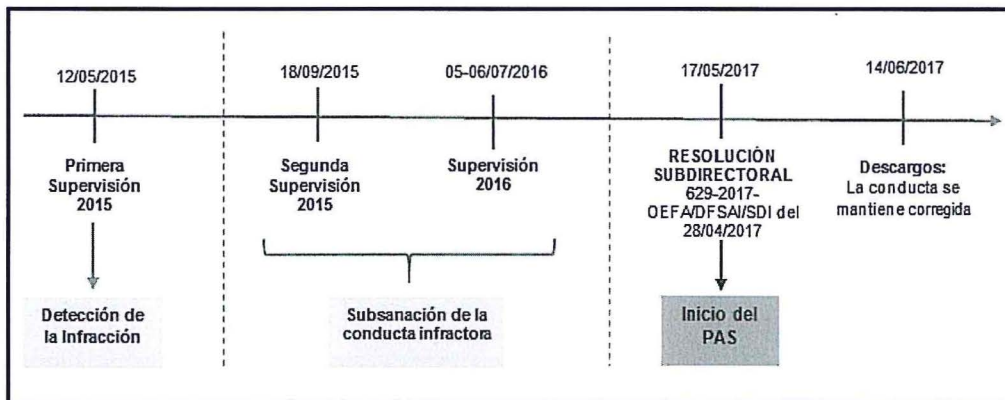 12/05/2015
18/09/2015
05-06/07/2016
17/05/2017
14/06/2017
Primera
Supervisión
2015
Segunda
Supervisión
2015
Supervisión
2016
RESOLUCIÓN
SUBDIRECTORAL
629-2017-
OEFA/DFSAI/SDI del
28/04/2017
Descargos:
La conducta se
mantiene corregida
Detección de
la Infracción
Subsanación de la
conducta infractora
Inicio del
PAS